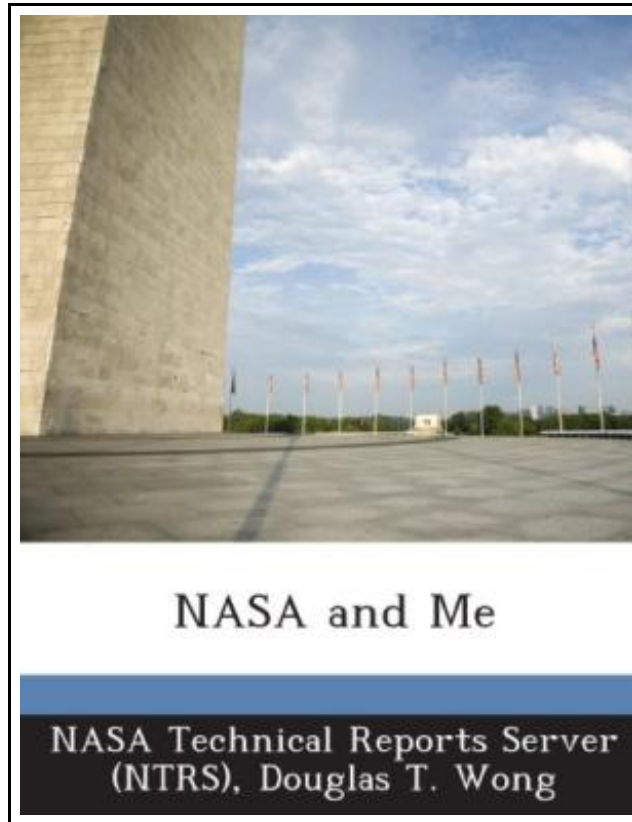 NASA and Me
NASA Technical Reports Server
(NTRS), Douglas T. Wong